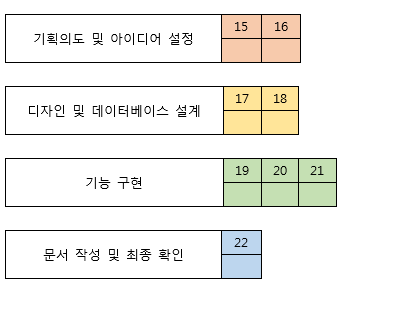 기획의도 및 아이디어 설정 15 16
디자인 및 데이터베이스 설계 17 18
기능 구현 19 20 21
문서 작성 및 최종 확인 22